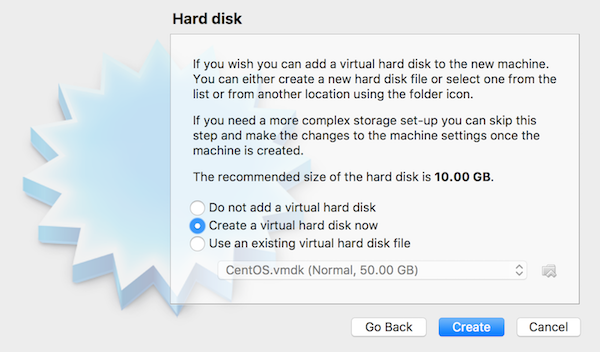 Hard disk
If you wish you can add a virtual hard disk to the new machine.
You can either create a new hard disk file or select one from the
list or from another location using the folder icon.
If you need a more complex storage set-up you can skip this
step and make the changes to the machine settings once the
machine is created.
The recommended size of the hard disk is 10.00 GB.
Do not add a virtual hard disk
Create a virtual hard disk now
Use an existing virtual hard disk file
CentOS.vmdk (Normal, 50.00 GB)
Go Back
Create
Cancel